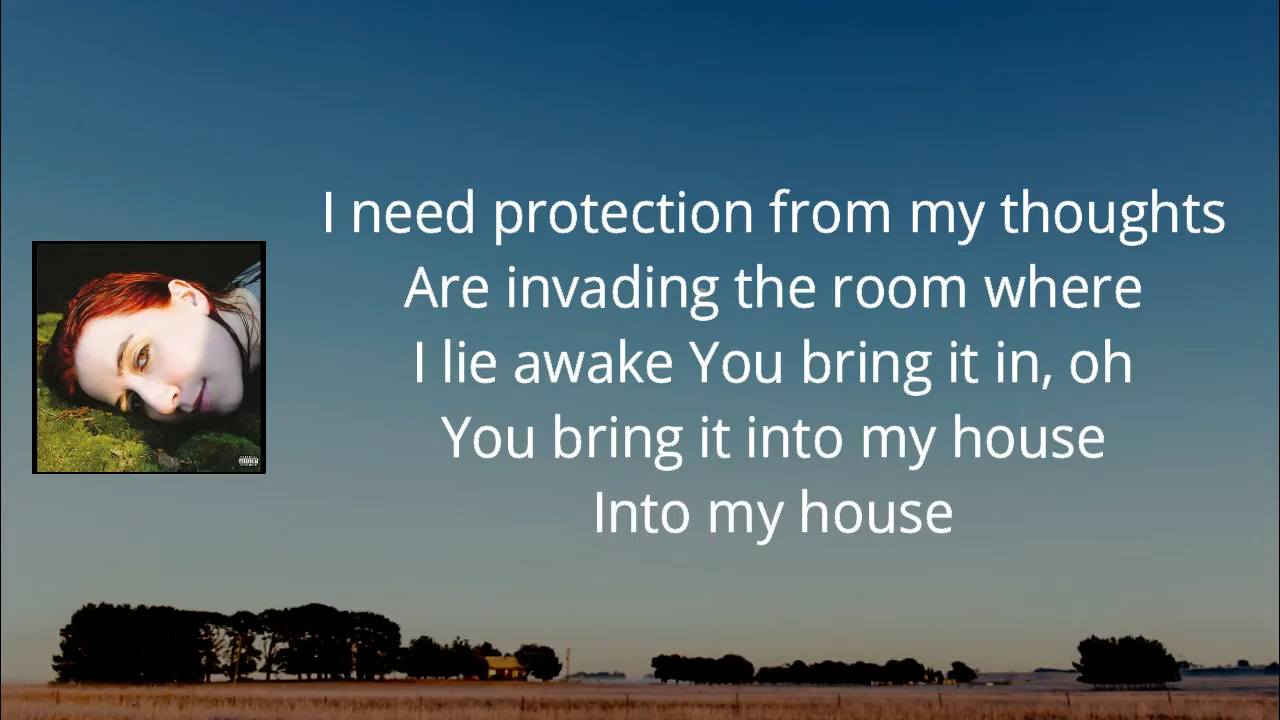 I need protection from my thoughts
Are invading the room where
I lie awake You bring it in, oh
You bring it into my house
Into my house